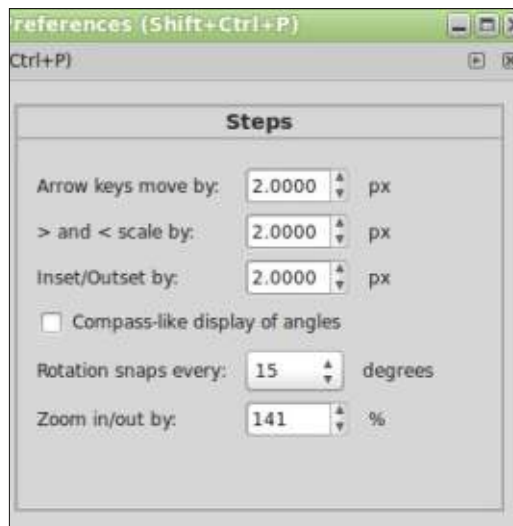 references (Shift+Ctrl+P)
Ctrl+P)
Steps
Arrow keys move by: 2.0000 px
> and < scale by: 2.0000 px
Inset/Outset by: 2.0000 px
Compass-like display of angles
Rotation snaps every: 15 degrees
Zoom in/out by: 141 %